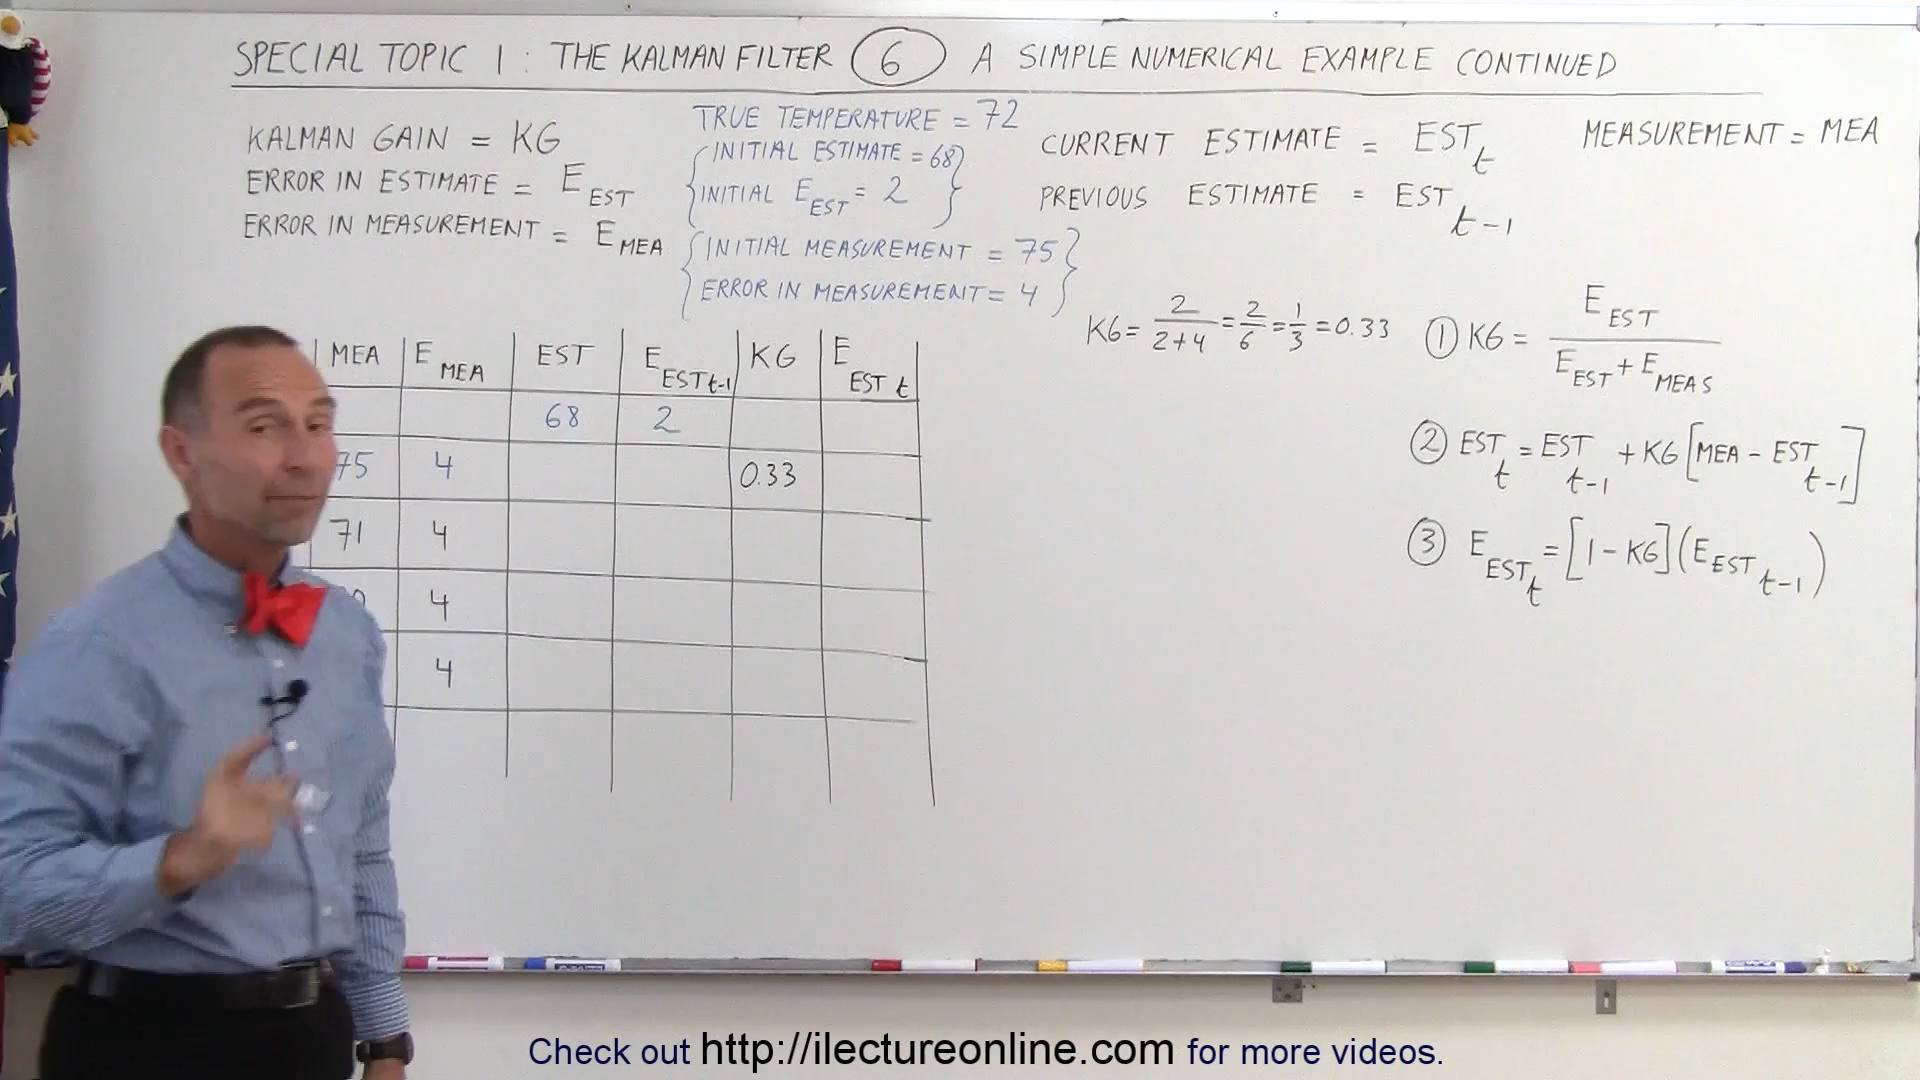 SPECIAL TOPIC 1 : THE KALMAN FILTER 6 A SIMPLE NUMERICAL EXAMPLE CONTINUED
KALMAN GAIN = KG
ERROR IN ESTIMATE = E EST
ERROR IN MEASUREMENT = E MEA
TRUE TEMPERATURE = 72
INITIAL ESTIMATE = 68
INITIAL E EST = 2
INITIAL MEASUREMENT = 75
ERROR IN MEASUREMENT = 4
CURRENT ESTIMATE = EST t
PREVIOUS ESTIMATE = EST t-1
MEASUREMENT = MEA
KG = 2/(2+4) = 2/6 = 1/3 = 0.33
① KG = E EST / (E EST + E MEAS)
② EST t = EST t-1 + KG [MEA - EST t-1]
③ E EST t = [1 - KG] (E EST t-1)
MEA E MEA EST E EST t-1 KG E EST t
68 2
75 4 0.33
71 4
4
4
Check out http://ilectureonline.com for more videos.